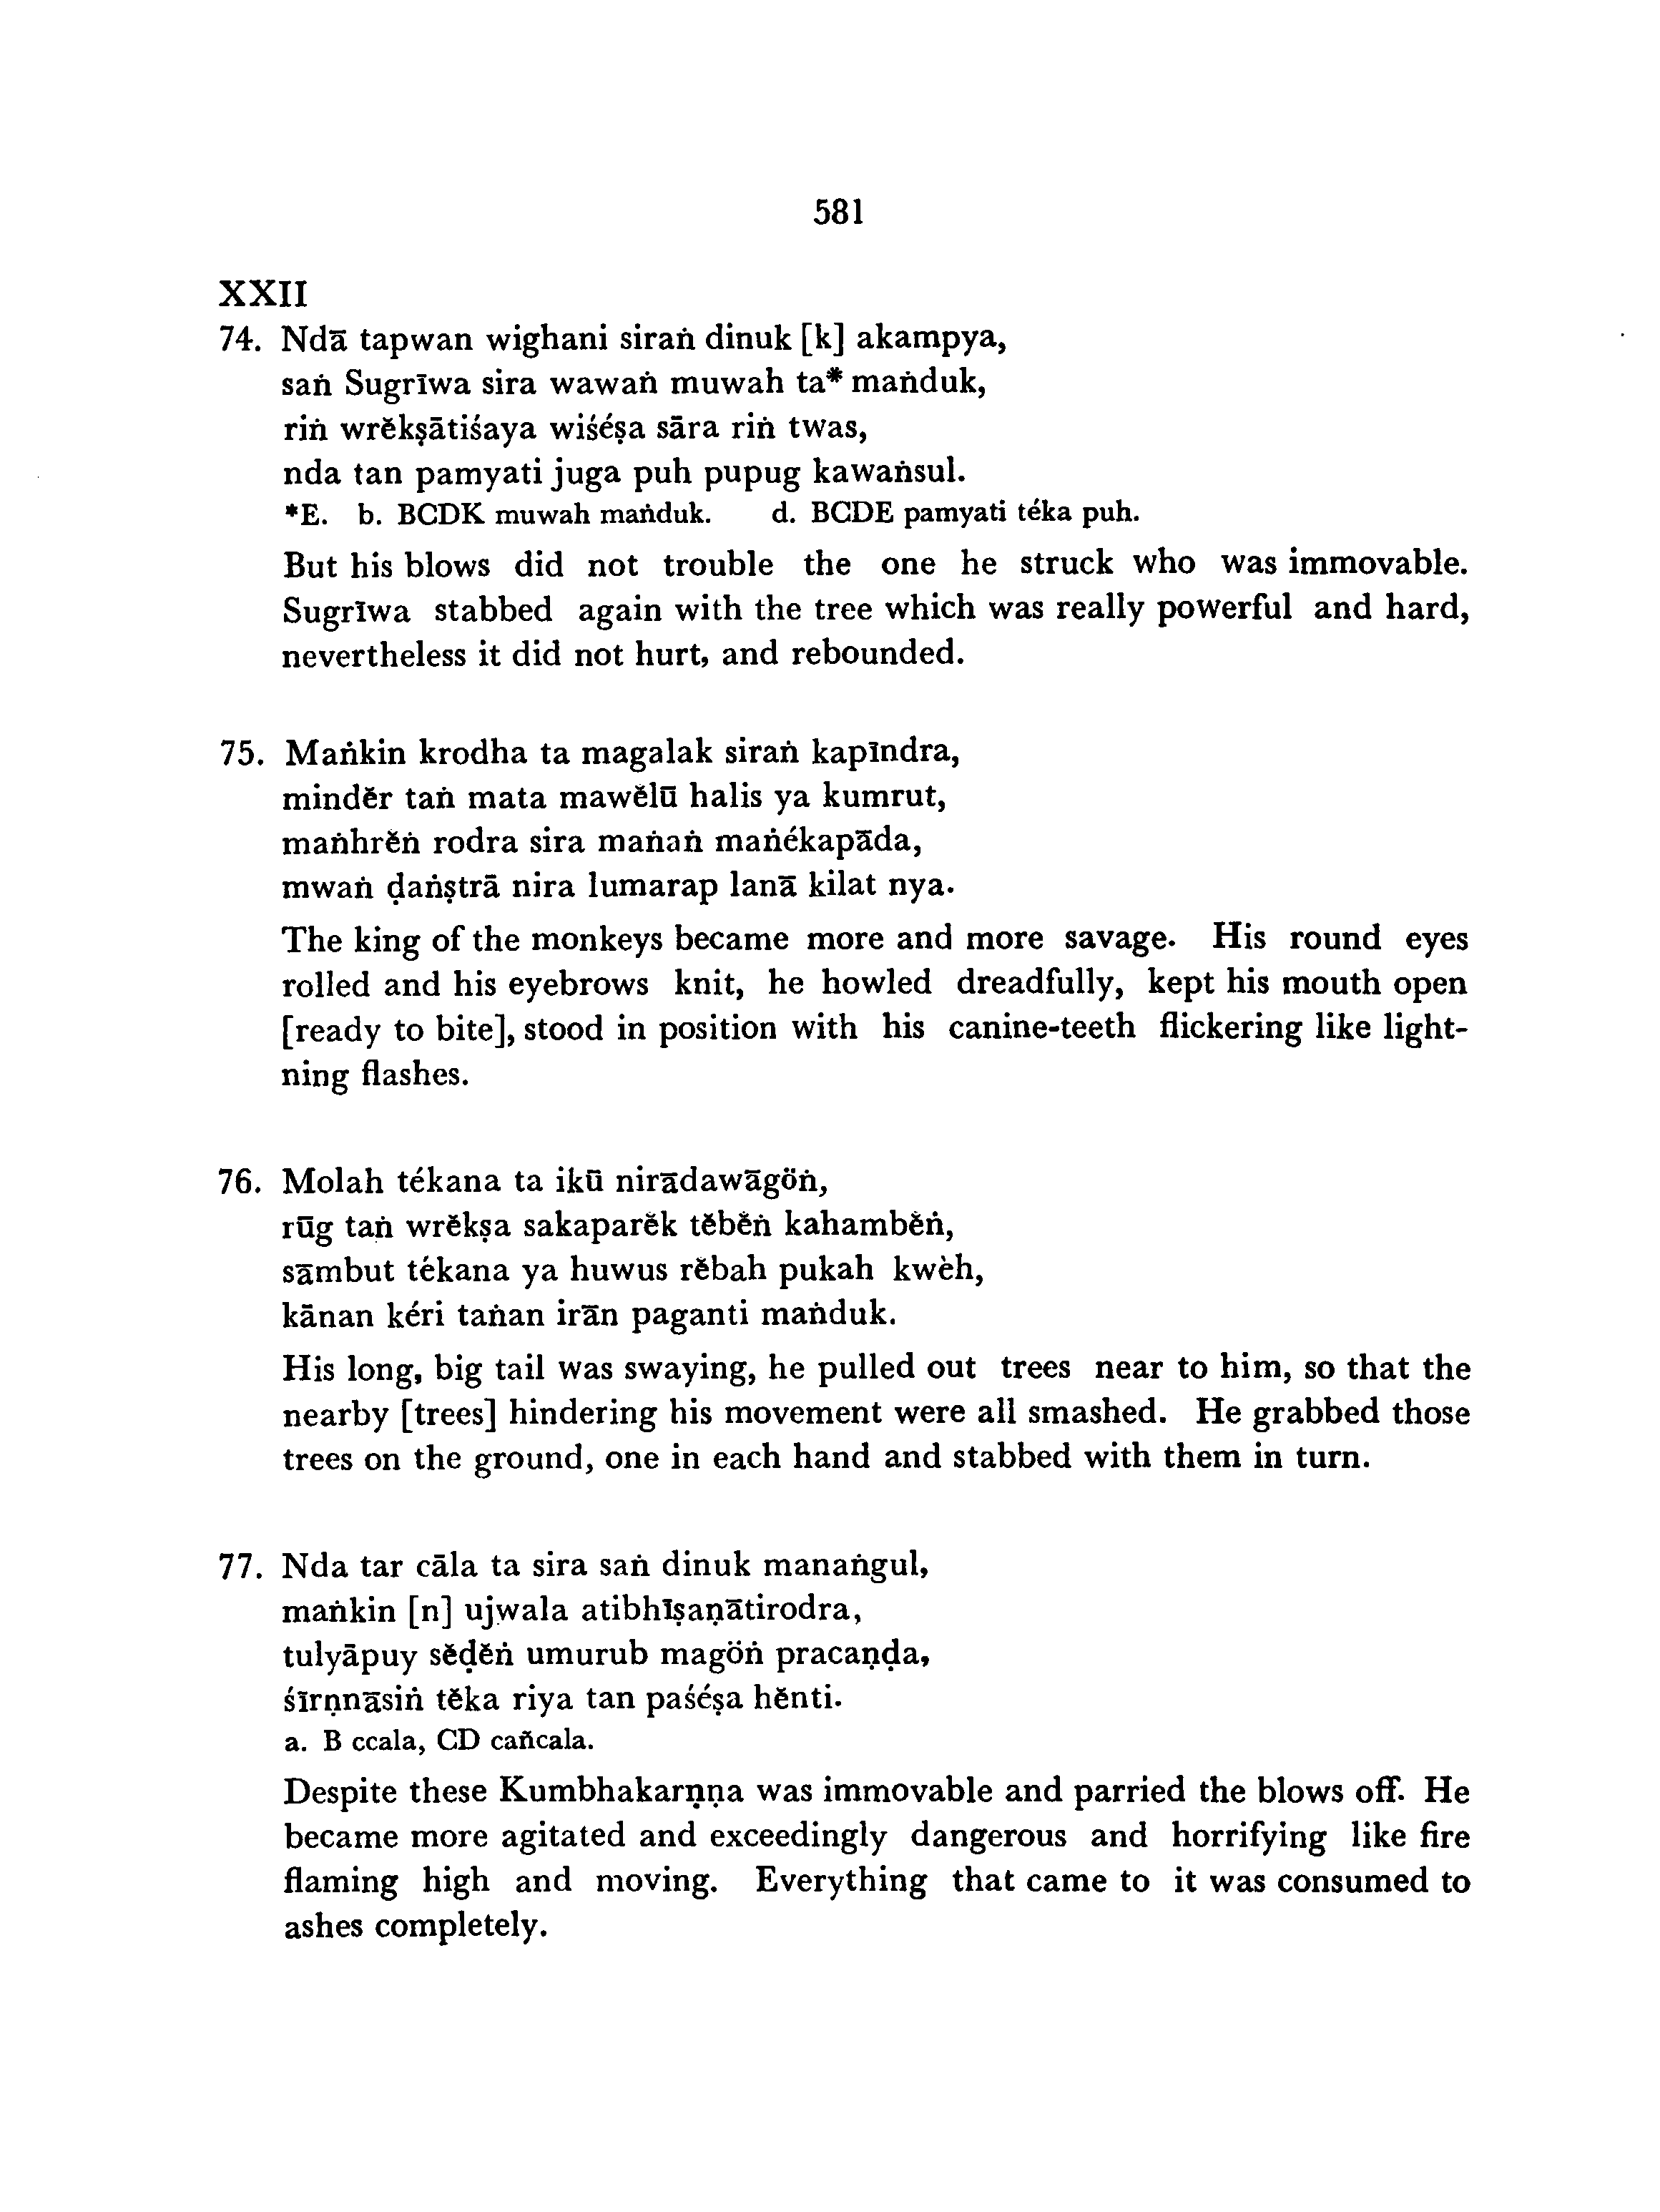 581
XXII
74. Ndā tapwan wighani siraṅ dinuk [k] akampya,
saṅ Sugrīwa sira wawaṅ muwah ta* maṅduk,
riṅ wrĕkṣātiśaya wiśéṣa sāra riṅ twas,
nda tan pamyati juga puh pupug kawaṅsul.
*E. b. BCDK muwah maṅduk. d. BCDE pamyati téka puh.
But his blows did not trouble the one he struck who was immovable.
Sugrīwa stabbed again with the tree which was really powerful and hard,
nevertheless it did not hurt, and rebounded.
75. Maṅkin krodha ta magalak siraṅ kapīndra,
mindĕr taṅ mata mawĕlū halis ya kumrut,
maṅhrĕṅ rodra sira maṅaṅ maṅékapāda,
mwaṅ ḍaṅṣṭrā nira lumarap lanā kilat nya.
The king of the monkeys became more and more savage. His round eyes
rolled and his eyebrows knit, he howled dreadfully, kept his mouth open
[ready to bite], stood in position with his canine-teeth flickering like light-
ning flashes.
76. Molah tékana ta ikū nirādawāgöṅ,
rūg taṅ wrĕkṣa sakaparĕk tĕbĕṅ kahambĕṅ,
sāmbut tékana ya huwus rĕbah pukah kwèh,
kānan kéri taṅan irān paganti maṅduk.
His long, big tail was swaying, he pulled out trees near to him, so that the
nearby [trees] hindering his movement were all smashed. He grabbed those
trees on the ground, one in each hand and stabbed with them in turn.
77. Nda tar cāla ta sira saṅ dinuk manaṅgul,
maṅkin [n] ujwala atibhīṣaṇātirodra,
tulyāpuy sĕḍĕṅ umurub magöṅ pracaṇḍa,
śīrṇnāsiṅ tĕka riya tan paśéṣa hĕnti.
a. B ccala, CD cañcala.
Despite these Kumbhakarṇṇa was immovable and parried the blows off. He
became more agitated and exceedingly dangerous and horrifying like fire
flaming high and moving. Everything that came to it was consumed to
ashes completely.